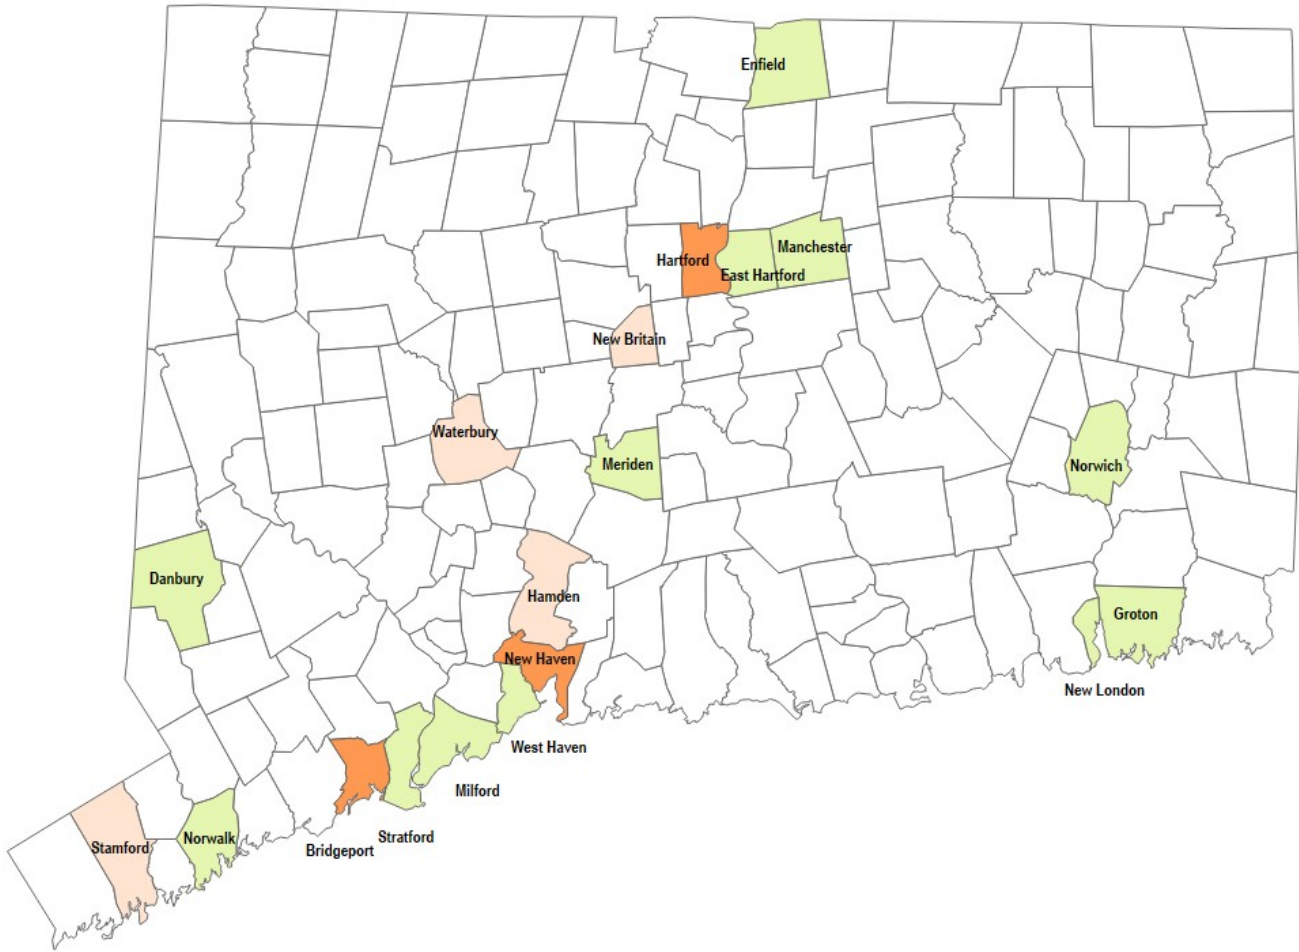 Enfield
Manchester
Hartford
East Hartford
New Britain
Waterbury
Meriden
Norwich
Danbury
Hamden
Groton
New Haven
New London
West Haven
Milford
Norwalk
Stratford
Stamford
Bridgeport